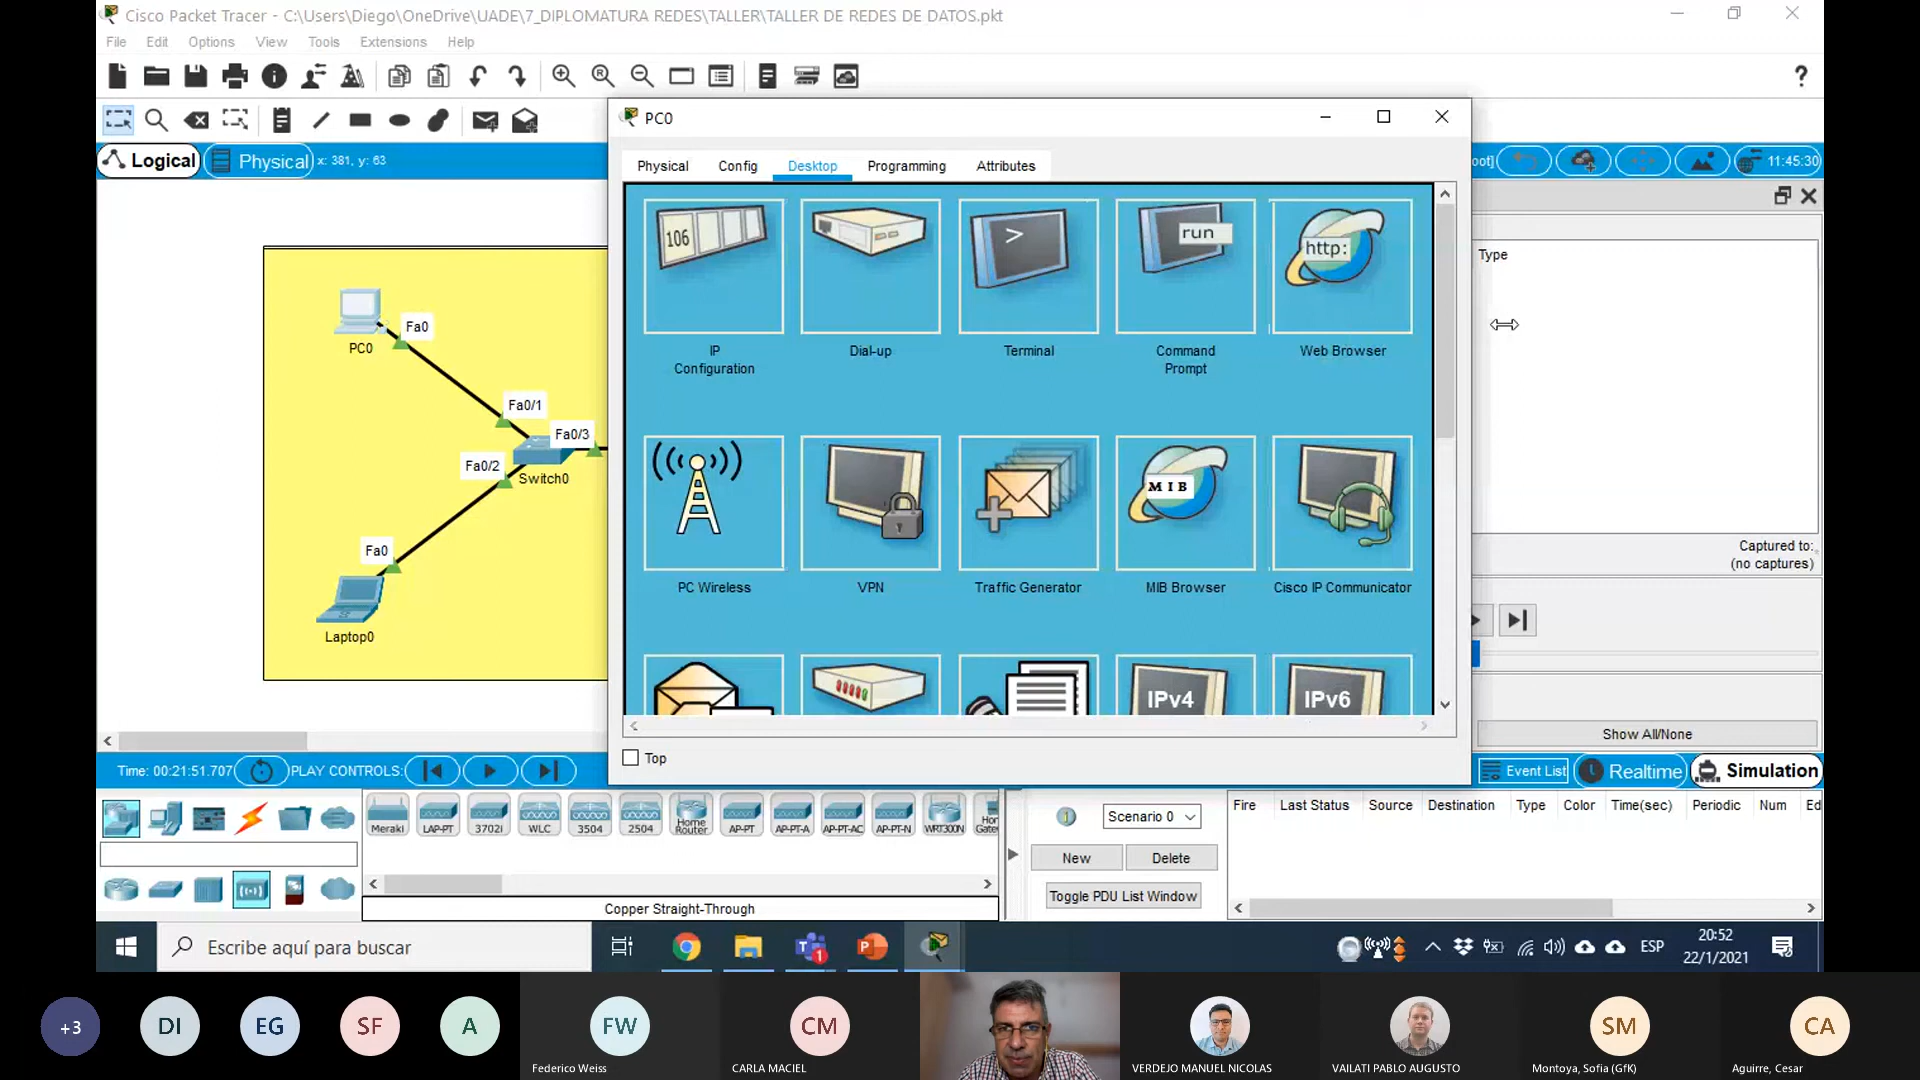 Cisco Packet Tracer - C:\Users\Diego\OneDrive\UADE\7_DIPLOMATURA REDES\TALLER\TALLER DE REDES DE DATOS.pkt
File Edit Options View Tools Extensions Help
PC0
Logical Physical x: 381, y: 63
oot] 11:45:30
Physical Config Desktop Programming Attributes
106
>
run
http:
IP Configuration
Dial-up
Terminal
Command Prompt
Web Browser
MIB
PC Wireless
VPN
Traffic Generator
MIB Browser
Cisco IP Communicator
IPv4
IPv6
Top
Fa0
PC0
Fa0/1
Fa0/3
Fa0/2
Switch0
Fa0
Laptop0
Type
Captured to:
(no captures)
Show All/None
Time: 00:21:51.707 PLAY CONTROLS:
Event List Realtime Simulation
Meraki LAP-PT 3702i WLC 3504 2504 Home Router AP-PT AP-PT-A AP-PT-AC AP-PT-N WRT300N
Copper Straight-Through
Scenario 0
New Delete
Toggle PDU List Window
Fire Last Status Source Destination Type Color Time(sec) Periodic Num Ed
Escribe aquí para buscar
1
ESP
20:52
22/1/2021
+3 DI EG SF A FW CM SM CA
Federico Weiss
CARLA MACIEL
VERDEJO MANUEL NICOLAS
VAILATI PABLO AUGUSTO
Montoya, Sofia (GfK)
Aguirre, Cesar